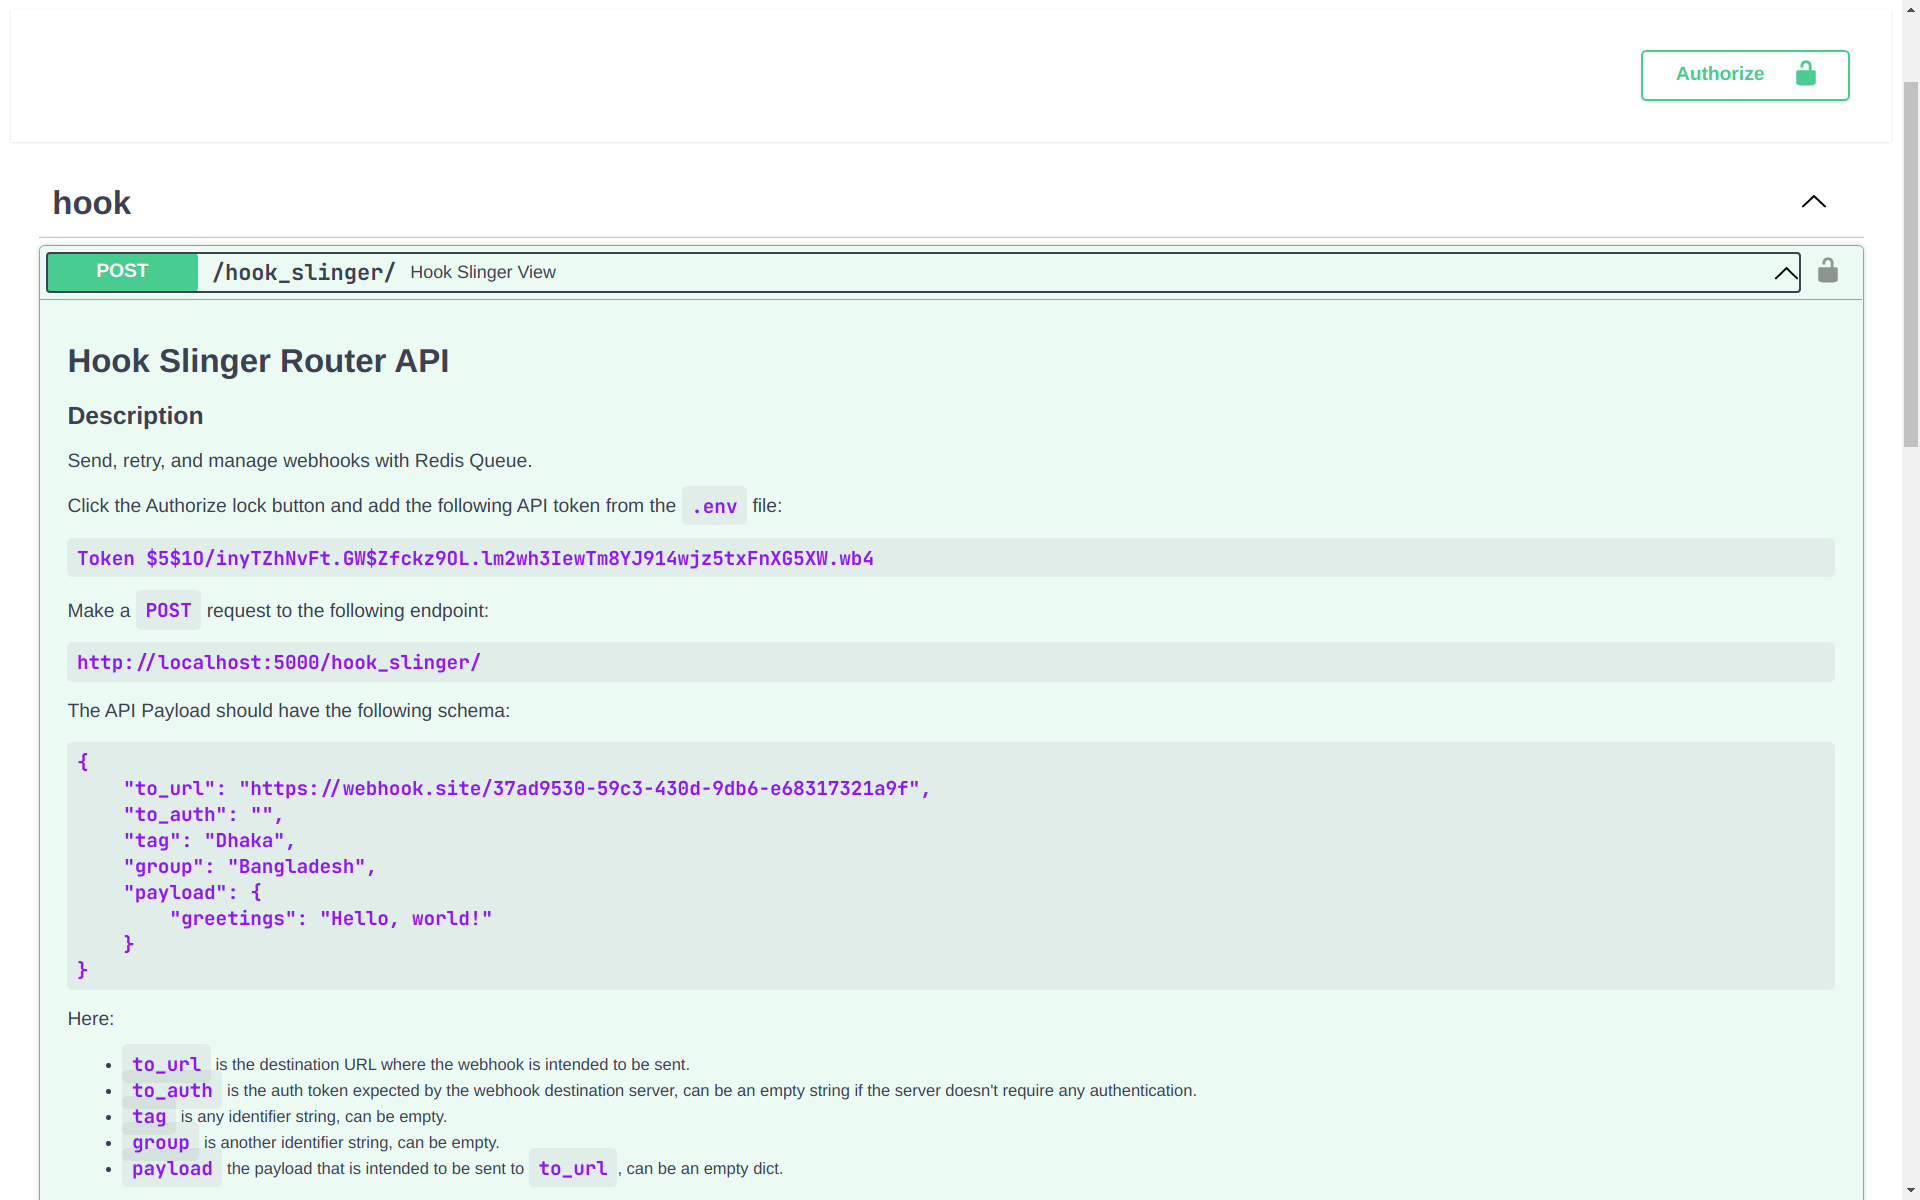 Authorize
hook
POST /hook_slinger/ Hook Slinger View
Hook Slinger Router API
Description
Send, retry, and manage webhooks with Redis Queue.
Click the Authorize lock button and add the following API token from the .env file:
Token $5$1O/inyTZhNvFt.GW$Zfckz9OL.lm2wh3IewTm8YJ914wjz5txFnXG5XW.wb4
Make a POST request to the following endpoint:
http://localhost:5000/hook_slinger/
The API Payload should have the following schema:
{
    "to_url": "https://webhook.site/37ad9530-59c3-430d-9db6-e68317321a9f",
    "to_auth": "",
    "tag": "Dhaka",
    "group": "Bangladesh",
    "payload": {
        "greetings": "Hello, world!"
    }
}
Here:
• to_url is the destination URL where the webhook is intended to be sent.
• to_auth is the auth token expected by the webhook destination server, can be an empty string if the server doesn't require any authentication.
• tag is any identifier string, can be empty.
• group is another identifier string, can be empty.
• payload the payload that is intended to be sent to to_url , can be an empty dict.